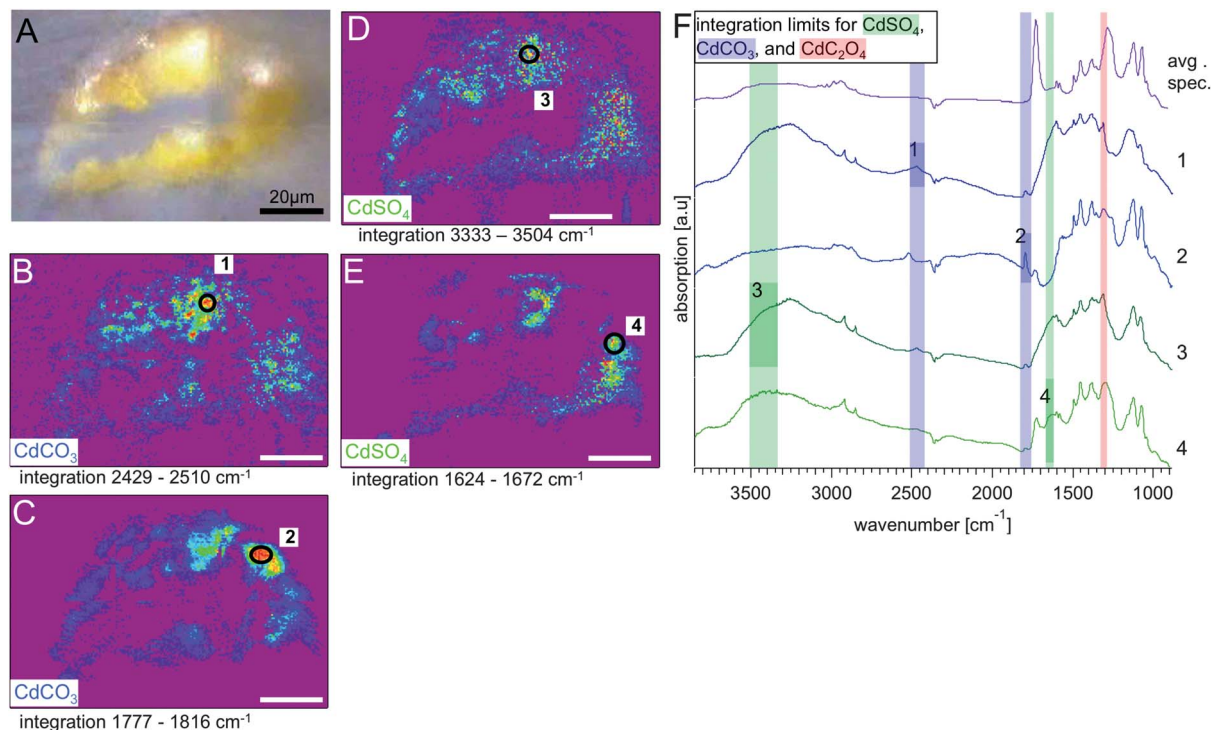 A
20µm
B
1
CdCO₃
integration 2429 - 2510 cm⁻¹
C
2
CdCO₃
integration 1777 - 1816 cm⁻¹
D
3
CdSO₄
integration 3333 – 3504 cm⁻¹
E
4
CdSO₄
integration 1624 - 1672 cm⁻¹
F
integration limits for CdSO₄,
CdCO₃, and CdC₂O₄
avg .
spec.
1
1
2
2
3
3
4
4
absorption [a.u]
3500 3000 2500 2000 1500 1000
wavenumber [cm⁻¹]